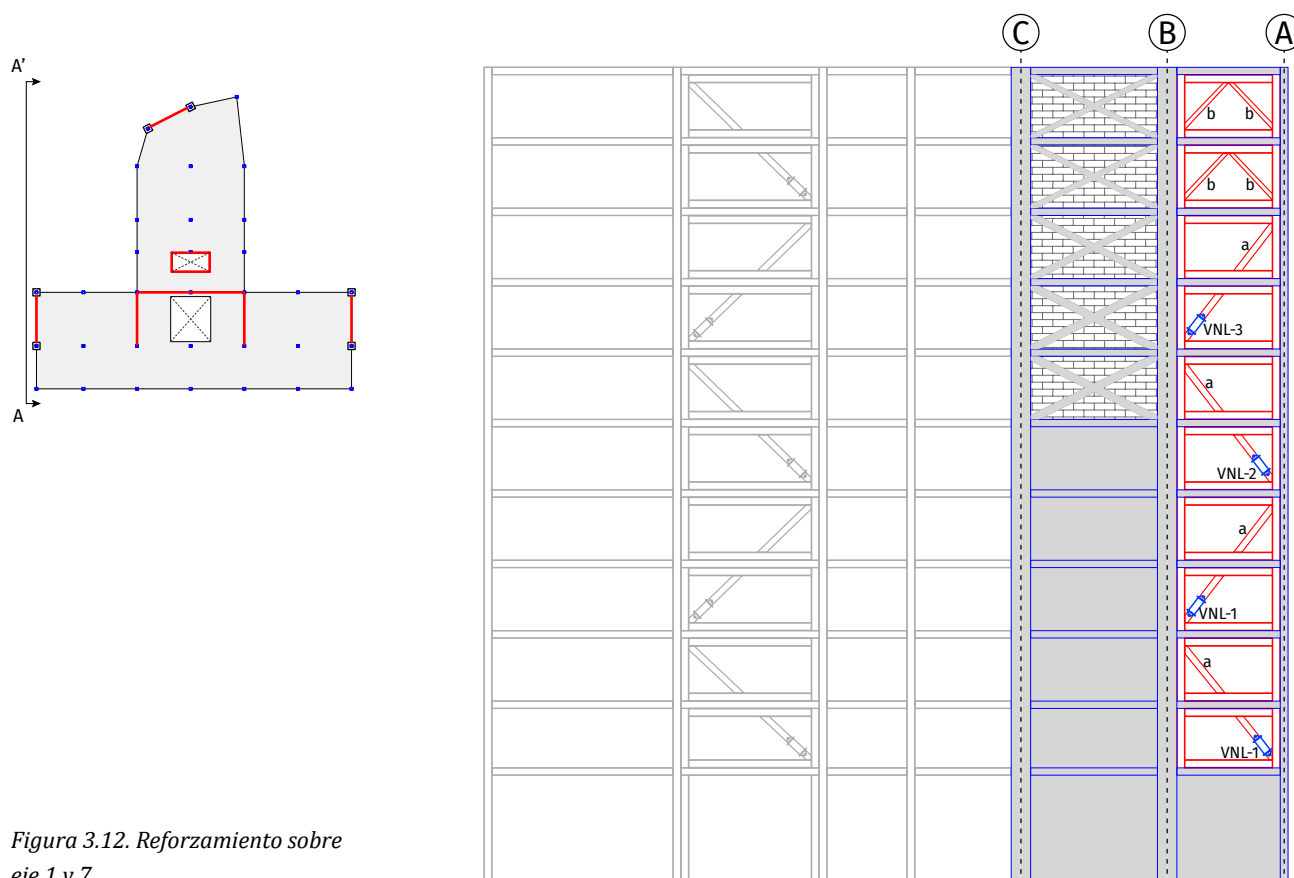 A'
A
C
B
A
b
b
b
b
a
VNL-3
a
VNL-2
a
VNL-1
a
VNL-1
Figura 3.12. Reforzamiento sobre
eje 1 y 7